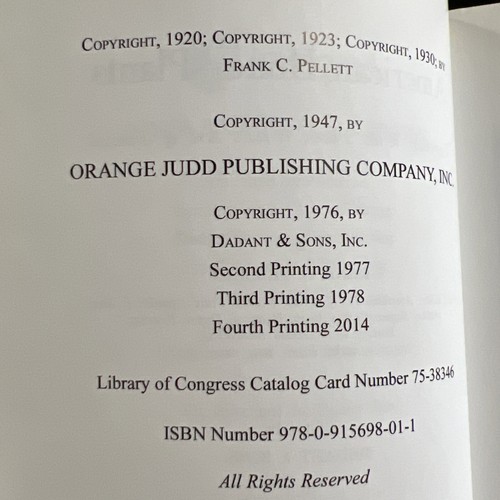 Copyright, 1920; Copyright, 1923; Copyright, 1930; by
Frank C. Pellett
Copyright, 1947, by
ORANGE JUDD PUBLISHING COMPANY, INC.
Copyright, 1976, by
Dadant & Sons, Inc.
Second Printing 1977
Third Printing 1978
Fourth Printing 2014
Library of Congress Catalog Card Number 75-38346
ISBN Number 978-0-915698-01-1
All Rights Reserved